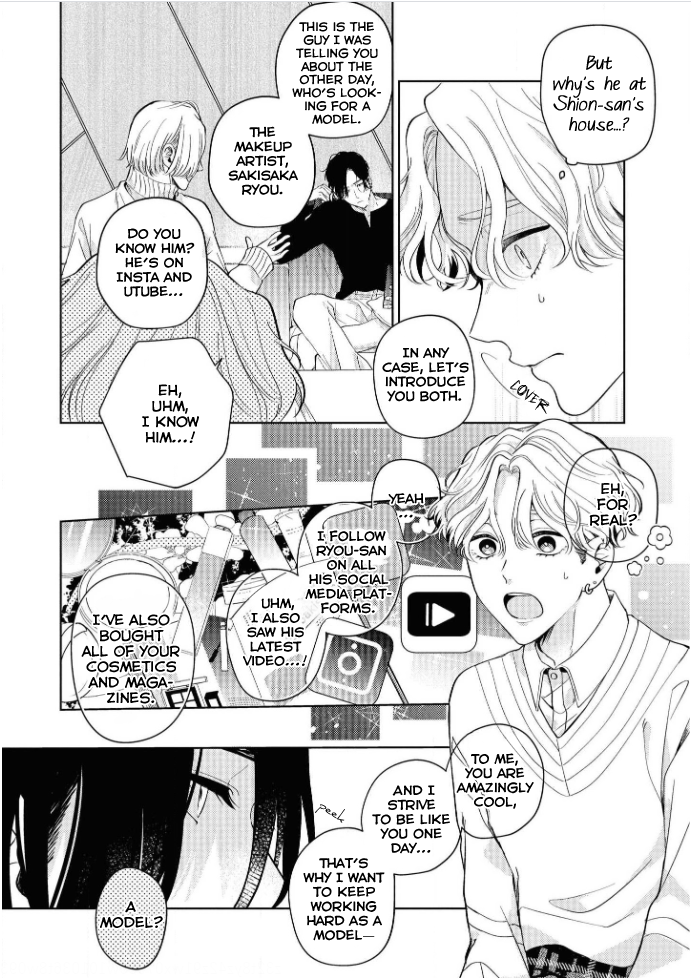 But
why's he at
Shion-san's
house...?
THIS IS THE
GUY I WAS
TELLING YOU
ABOUT THE
OTHER DAY,
WHO'S LOOK-
ING FOR A
MODEL.
THE
MAKEUP
ARTIST,
SAKISAKA
RYOU.
DO YOU
KNOW HIM?
HE'S ON
INSTA AND
UTUBE...
IN ANY
CASE, LET'S
INTRODUCE
YOU BOTH.
COVER
EH,
UHM,
I KNOW
HIM...!
EH,
FOR
REAL?
YEAH
...
I FOLLOW
RYOU-SAN
ON ALL
HIS SOCIAL
MEDIA PLAT-
FORMS.
UHM,
I ALSO
SAW HIS
LATEST
VIDEO...!
I'VE ALSO
BOUGHT
ALL OF YOUR
COSMETICS
AND MAGA-
ZINES.
TO ME,
YOU ARE
AMAZINGLY
COOL,
AND I
STRIVE
TO BE LIKE
YOU ONE
DAY...
peek
THAT'S
WHY I WANT
TO KEEP
WORKING
HARD AS A
MODEL—
A
MODEL?